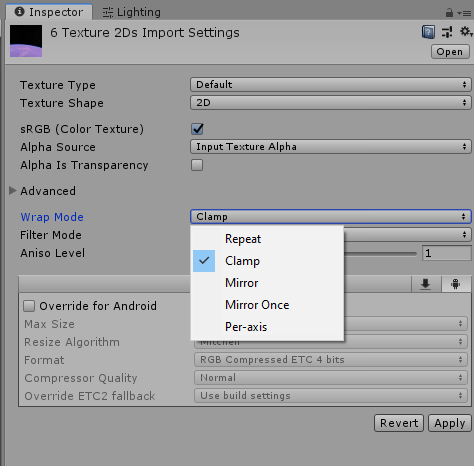 Inspector Lighting
6 Texture 2Ds Import Settings
Open
Texture Type Default
Texture Shape 2D
sRGB (Color Texture)
Alpha Source Input Texture Alpha
Alpha Is Transparency
Advanced
Wrap Mode Clamp
Filter Mode
Repeat
Clamp
Mirror
Mirror Once
Per-axis
Aniso Level 1
Override for Android
Max Size
Resize Algorithm Mitchell
Format RGB Compressed ETC 4 bits
Compressor Quality Normal
Override ETC2 fallback Use build settings
Revert Apply